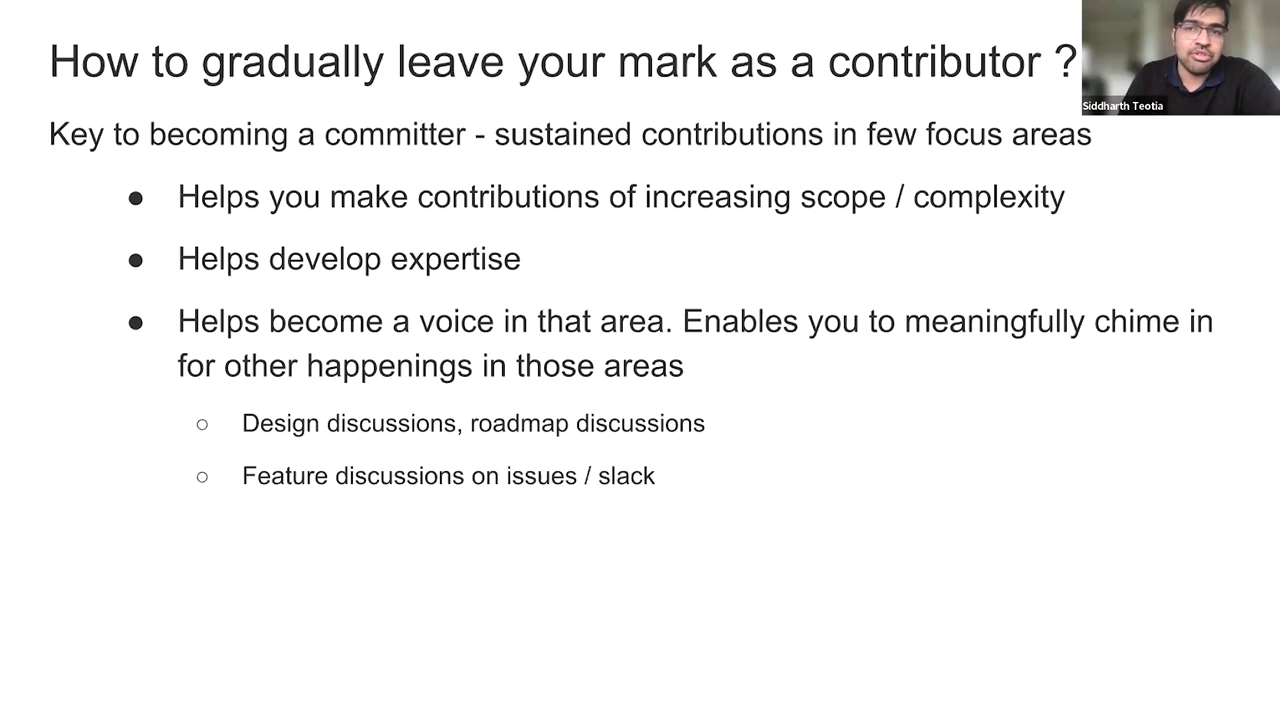 How to gradually leave your mark as a contributor ?
Siddharth Teotia
Key to becoming a committer - sustained contributions in few focus areas
● Helps you make contributions of increasing scope / complexity
● Helps develop expertise
● Helps become a voice in that area. Enables you to meaningfully chime in
for other happenings in those areas
○ Design discussions, roadmap discussions
○ Feature discussions on issues / slack